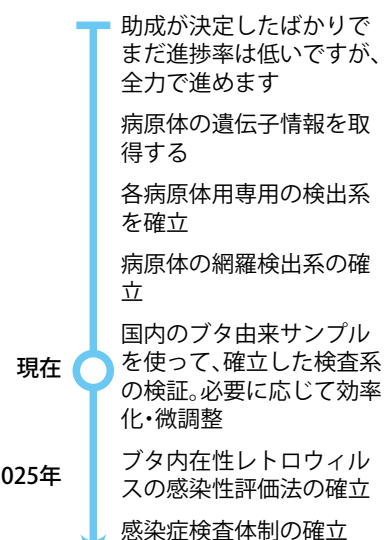 助成が決定したばかりで
まだ進捗率は低いですが、
全力で進めます
病原体の遺伝子情報を取
得する
各病原体用専用の検出系
を確立
病原体の網羅検出系の確
立
現在
国内のブタ由来サンプル
を使って、確立した検査系
の検証。必要に応じて効率
化・微調整
025年
ブタ内在性レトロウィル
スの感染性評価法の確立
感染症検査体制の確立